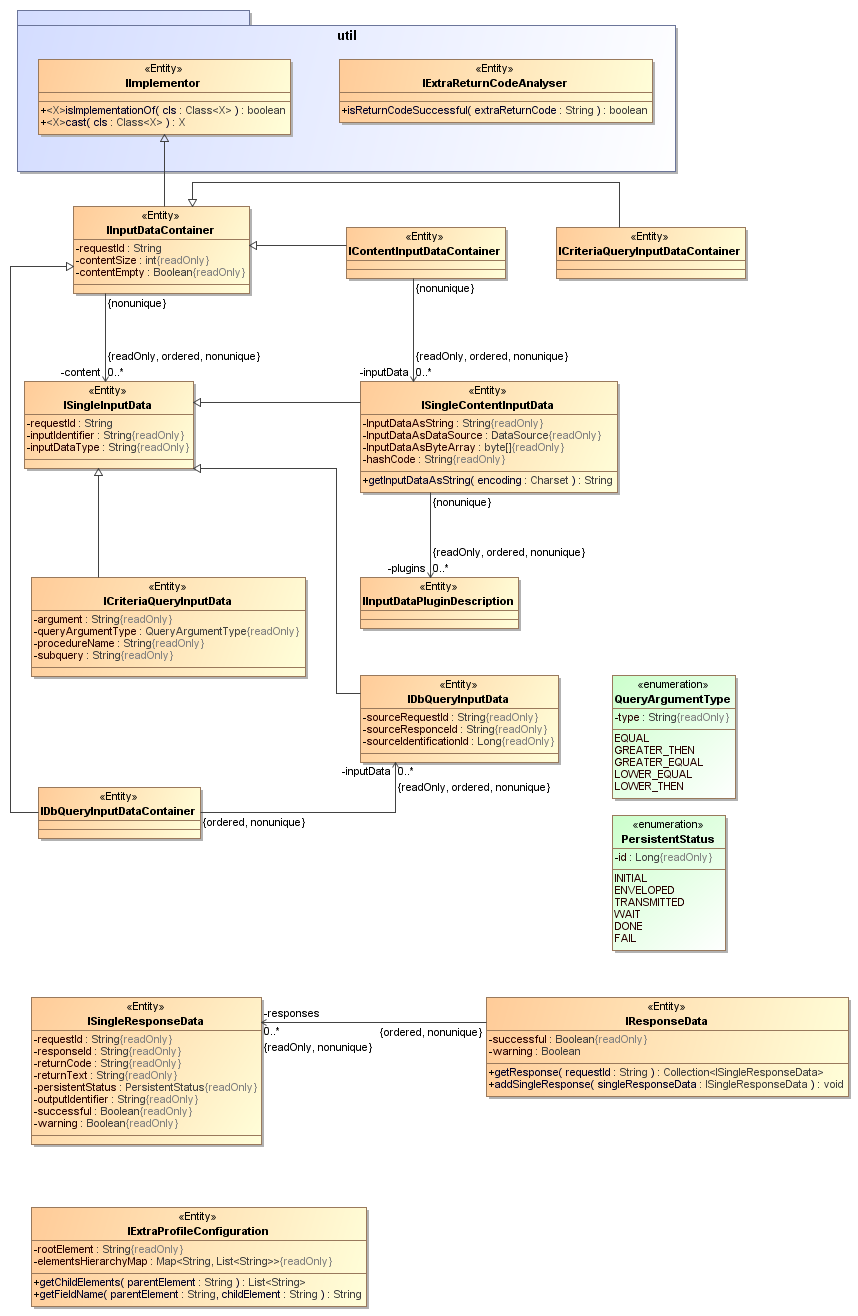 util
«Entity»
IImplementor
+<X>isImplementationOf( cls : Class<X> ) : boolean
+<X>cast( cls : Class<X> ) : X
«Entity»
IExtraReturnCodeAnalyser
+isReturnCodeSuccessful( extraReturnCode : String ) : boolean
«Entity»
IInputDataContainer
-requestId : String
-contentSize : int{readOnly}
-contentEmpty : Boolean{readOnly}
«Entity»
IContentInputDataContainer
«Entity»
ICriteriaQueryInputDataContainer
{nonunique}
{readOnly, ordered, nonunique}
-content
0..*
{nonunique}
{readOnly, ordered, nonunique}
-inputData
0..*
«Entity»
ISingleInputData
-requestId : String
-inputIdentifier : String{readOnly}
-inputDataType : String{readOnly}
«Entity»
ISingleContentInputData
-InputDataAsString : String{readOnly}
-InputDataAsDataSource : DataSource{readOnly}
-InputDataAsByteArray : byte[]{readOnly}
-hashCode : String{readOnly}
+getInputDataAsString( encoding : Charset ) : String
{nonunique}
{readOnly, ordered, nonunique}
-plugins
0..*
«Entity»
ICriteriaQueryInputData
-argument : String{readOnly}
-queryArgumentType : QueryArgumentType{readOnly}
-procedureName : String{readOnly}
-subquery : String{readOnly}
«Entity»
IInputDataPluginDescription
«Entity»
IDbQueryInputData
-sourceRequestId : String{readOnly}
-sourceResponceId : String{readOnly}
-sourceIdentificationId : Long{readOnly}
«enumeration»
QueryArgumentType
-type : String{readOnly}
EQUAL
GREATER_THEN
GREATER_EQUAL
LOWER_EQUAL
LOWER_THEN
-inputData
0..*
{readOnly, ordered, nonunique}
«Entity»
IDbQueryInputDataContainer
{ordered, nonunique}
«enumeration»
PersistentStatus
-id : Long{readOnly}
INITIAL
ENVELOPED
TRANSMITTED
WAIT
DONE
FAIL
«Entity»
ISingleResponseData
-requestId : String{readOnly}
-responseId : String{readOnly}
-returnCode : String{readOnly}
-returnText : String{readOnly}
-persistentStatus : PersistentStatus{readOnly}
-outputIdentifier : String{readOnly}
-successful : Boolean{readOnly}
-warning : Boolean{readOnly}
-responses
0..*
{readOnly, nonunique}
{ordered, nonunique}
«Entity»
IResponseData
-successful : Boolean{readOnly}
-warning : Boolean
+getResponse( requestId : String ) : Collection<ISingleResponseData>
+addSingleResponse( singleResponseData : ISingleResponseData ) : void
«Entity»
IExtraProfileConfiguration
-rootElement : String{readOnly}
-elementsHierarchyMap : Map<String, List<String>>{readOnly}
+getChildElements( parentElement : String ) : List<String>
+getFieldName( parentElement : String, childElement : String ) : String